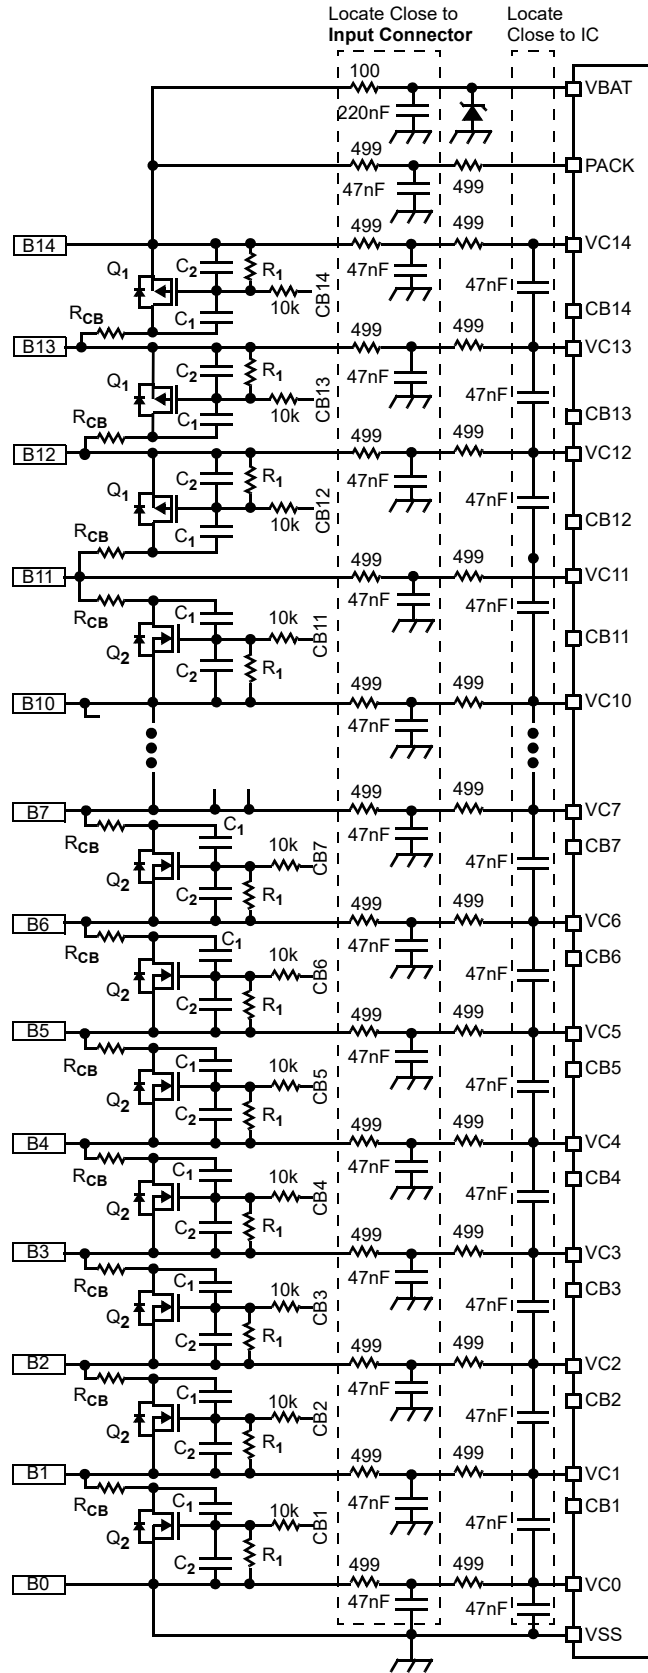 Locate Close to
Input Connector
Locate
Close to IC
100
VBAT
220nF
499
PACK
47nF
499
B14
499
499
VC14
Q1
C2
R1
47nF
47nF
CB14
10k
CB14
RCB
C1
B13
499
499
VC13
Q1
C2
R1
47nF
47nF
CB13
10k
CB13
RCB
C1
B12
499
499
VC12
Q1
C2
R1
47nF
47nF
CB12
10k
CB12
RCB
C1
B11
499
499
VC11
RCB
C1
10k
CB11
47nF
47nF
CB11
Q2
C2
R1
B10
499
499
VC10
47nF
B7
499
499
VC7
RCB
C1
10k
CB7
47nF
47nF
CB7
Q2
C2
R1
B6
499
499
VC6
RCB
C1
10k
CB6
47nF
47nF
CB6
Q2
C2
R1
B5
499
499
VC5
RCB
C1
10k
CB5
47nF
47nF
CB5
Q2
C2
R1
B4
499
499
VC4
RCB
C1
10k
CB4
47nF
47nF
CB4
Q2
C2
R1
B3
499
499
VC3
RCB
C1
10k
CB3
47nF
47nF
CB3
Q2
C2
R1
B2
499
499
VC2
RCB
C1
10k
CB2
47nF
47nF
CB2
Q2
C2
R1
B1
499
499
VC1
RCB
C1
10k
CB1
47nF
47nF
CB1
Q2
C2
R1
B0
499
499
VC0
47nF
47nF
VSS